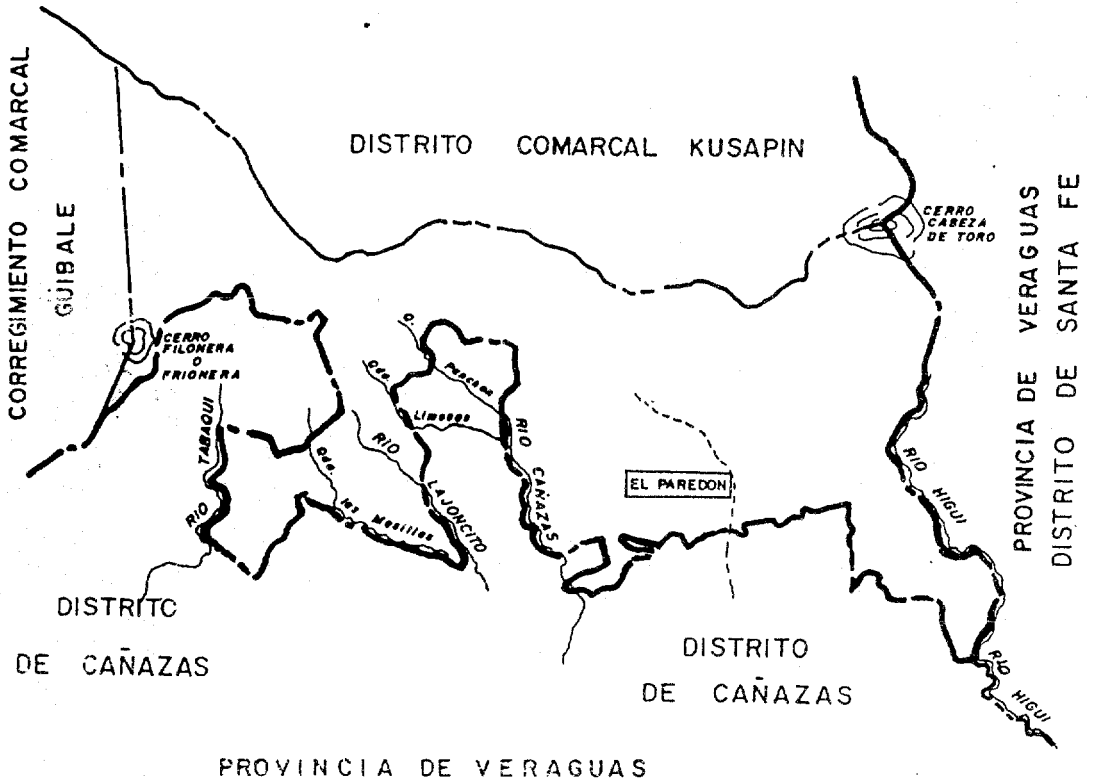 CORREGIMIENTO COMARCAL
GÜIBALE
DISTRITO COMARCAL KUSAPIN
CERRO
CABEZA
DE TORO
PROVINCIA DE VERAGUAS
DISTRITO DE SANTA FE
CERRO
FILONERA
O
FRIONERA
RIO TABAQUI
Qda. las Mesillas
RIO LAJONCITO
Qda. Limones
Q. Panchos
RIO CAÑAZAS
EL PAREDON
RIO HIGUI
RIO HIGUI
DISTRITO
DE CAÑAZAS
DISTRITO
DE CAÑAZAS
PROVINCIA DE VERAGUAS